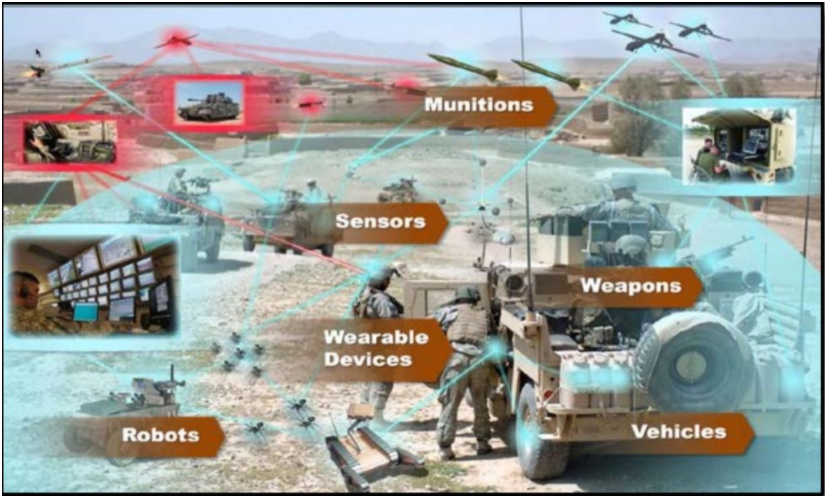 Munitions
Sensors
Weapons
Wearable
Devices
Robots
Vehicles